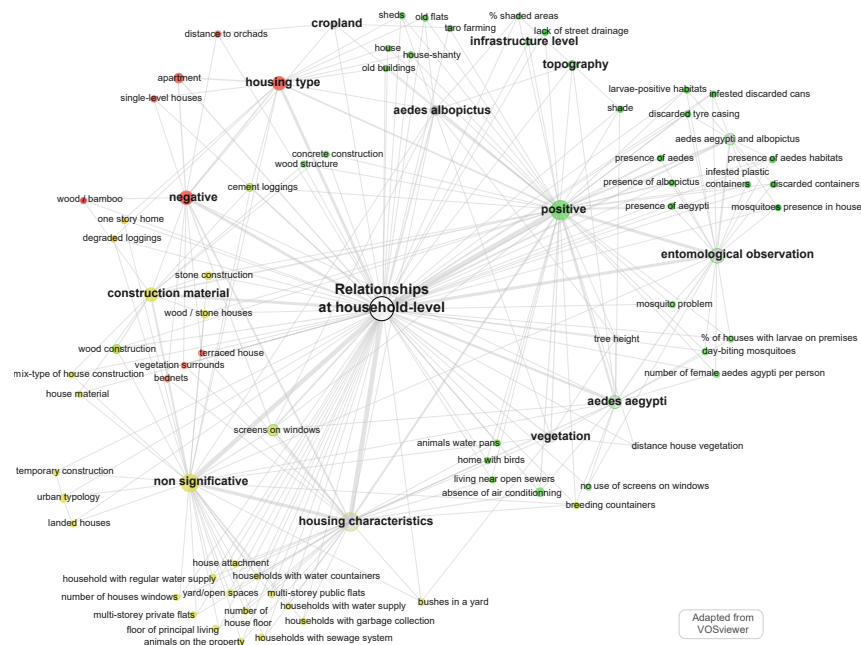 cropland
sheds
old flats
% shaded areas
taro farming
lack of street drainage
distance to orchads
infrastructure level
house
house-shanty
old buildings
topography
apartment
housing type
single-level houses
aedes albopictus
larvae-positive habitats
infested discarded cans
shade
discarded tyre casing
aedes aegypti and albopictus
concrete construction
wood structure
cement loggings
presence of aedes
presence of aedes habitats
infested plastic
containers
presence of albopictus
discarded containers
wood / bamboo
negative
positive
presence of aegypti
mosquitoes presence in house
one story home
degraded loggings
entomological observation
stone construction
construction material
Relationships
at household-level
wood / stone houses
mosquito problem
wood construction
terraced house
vegetation surrounds
bednets
mix-type of house construction
house material
tree height
% of houses with larvae on premises
day-biting mosquitoes
number of female aedes agypti per person
aedes aegypti
screens on windows
animals water pans
vegetation
distance house vegetation
home with birds
temporary construction
non significative
living near open sewers
absence of air conditionning
no use of screens on windows
urban typology
landed houses
housing characteristics
breeding countainers
house attachment
household with regular water supply
households with water countainers
number of houses windows
yard/open spaces
multi-storey public flats
bushes in a yard
multi-storey private flats
number of
house floor
households with water supply
households with garbage collection
floor of principal living
animals on the property
households with sewage system
Adapted from
VOSviewer